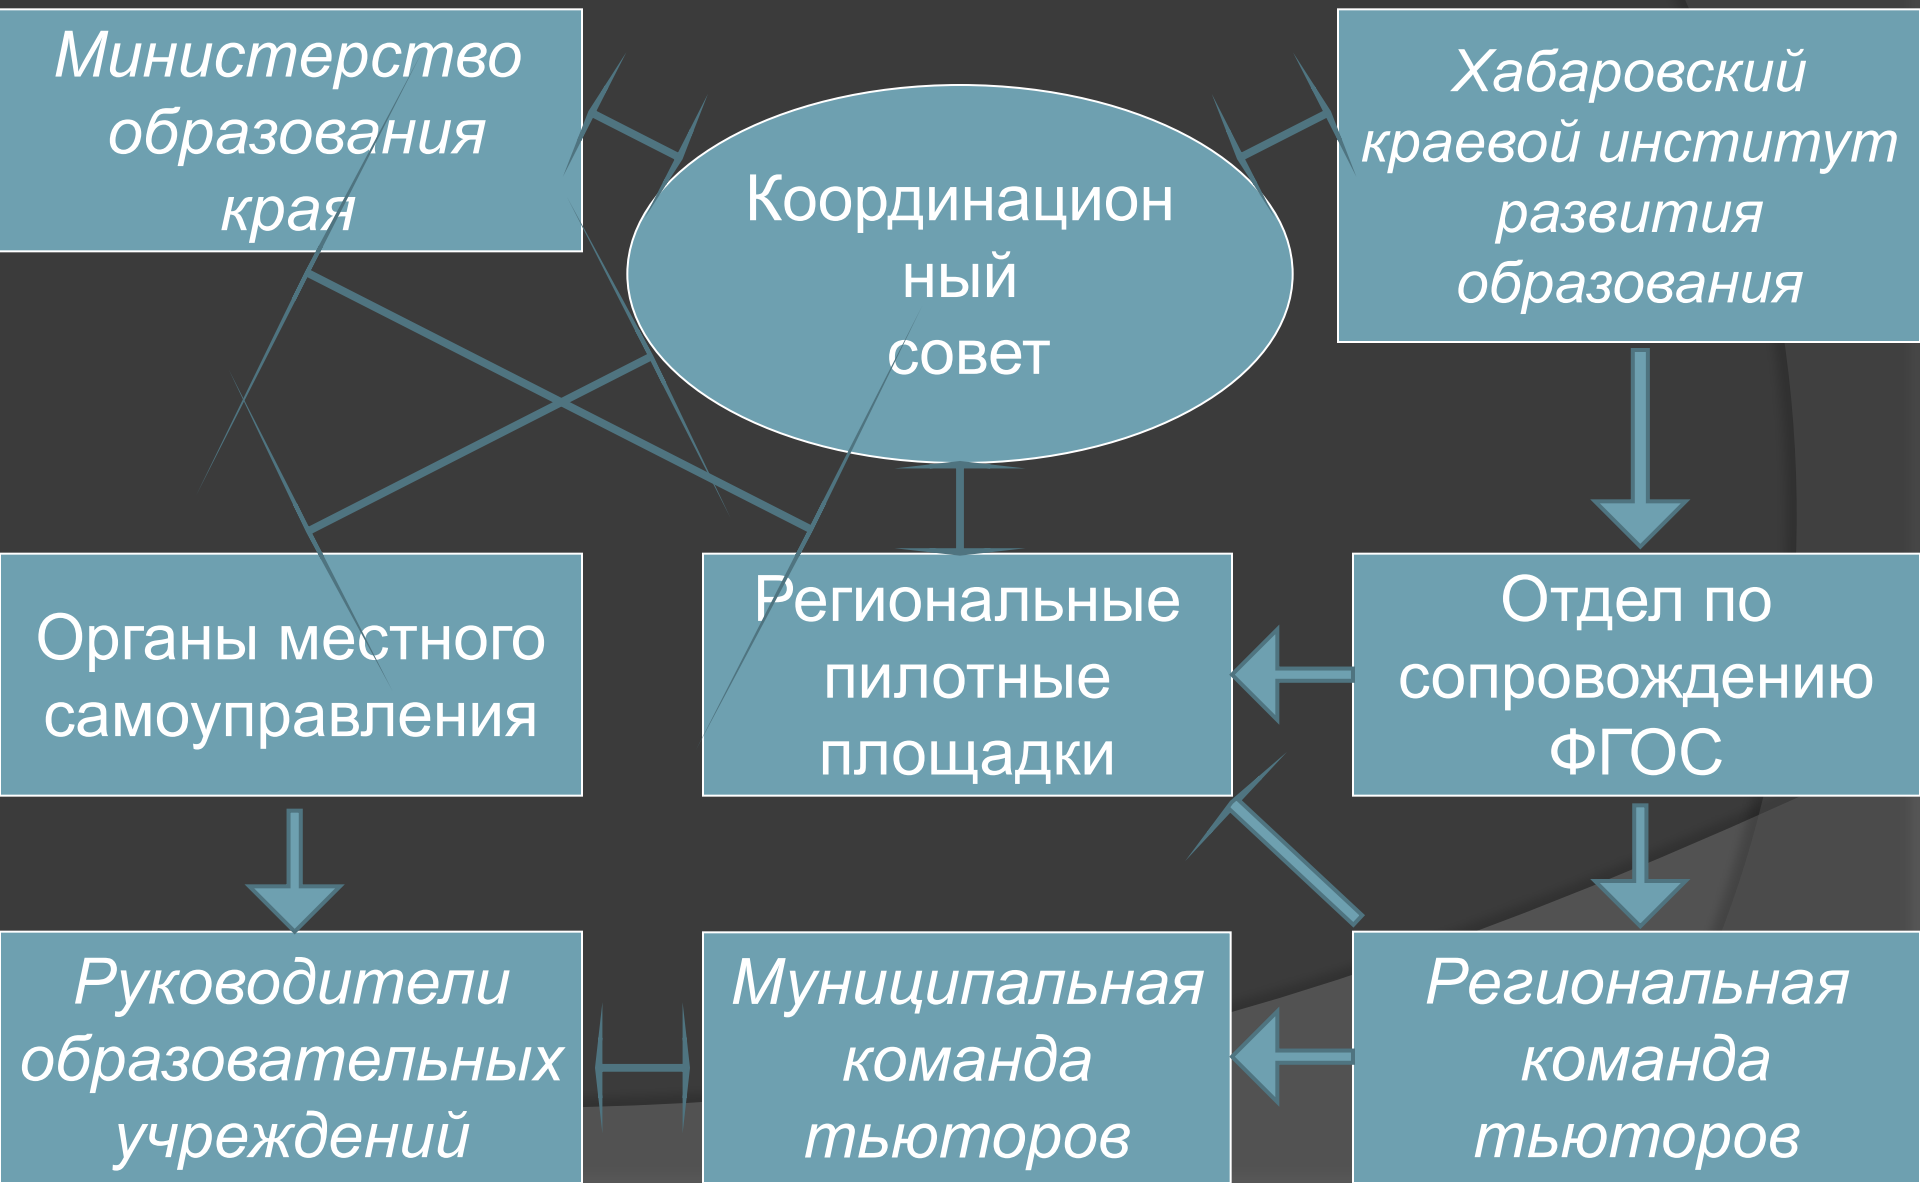 Министерство
образования
края
Координацион
ный
совет
Хабаровский
краевой институт
развития
образования
Органы местного
самоуправления
Региональные
пилотные
площадки
Отдел по
сопровождению
ФГОС
Руководители
образовательных
учреждений
Муниципальная
команда
тьюторов
Региональная
команда
тьюторов